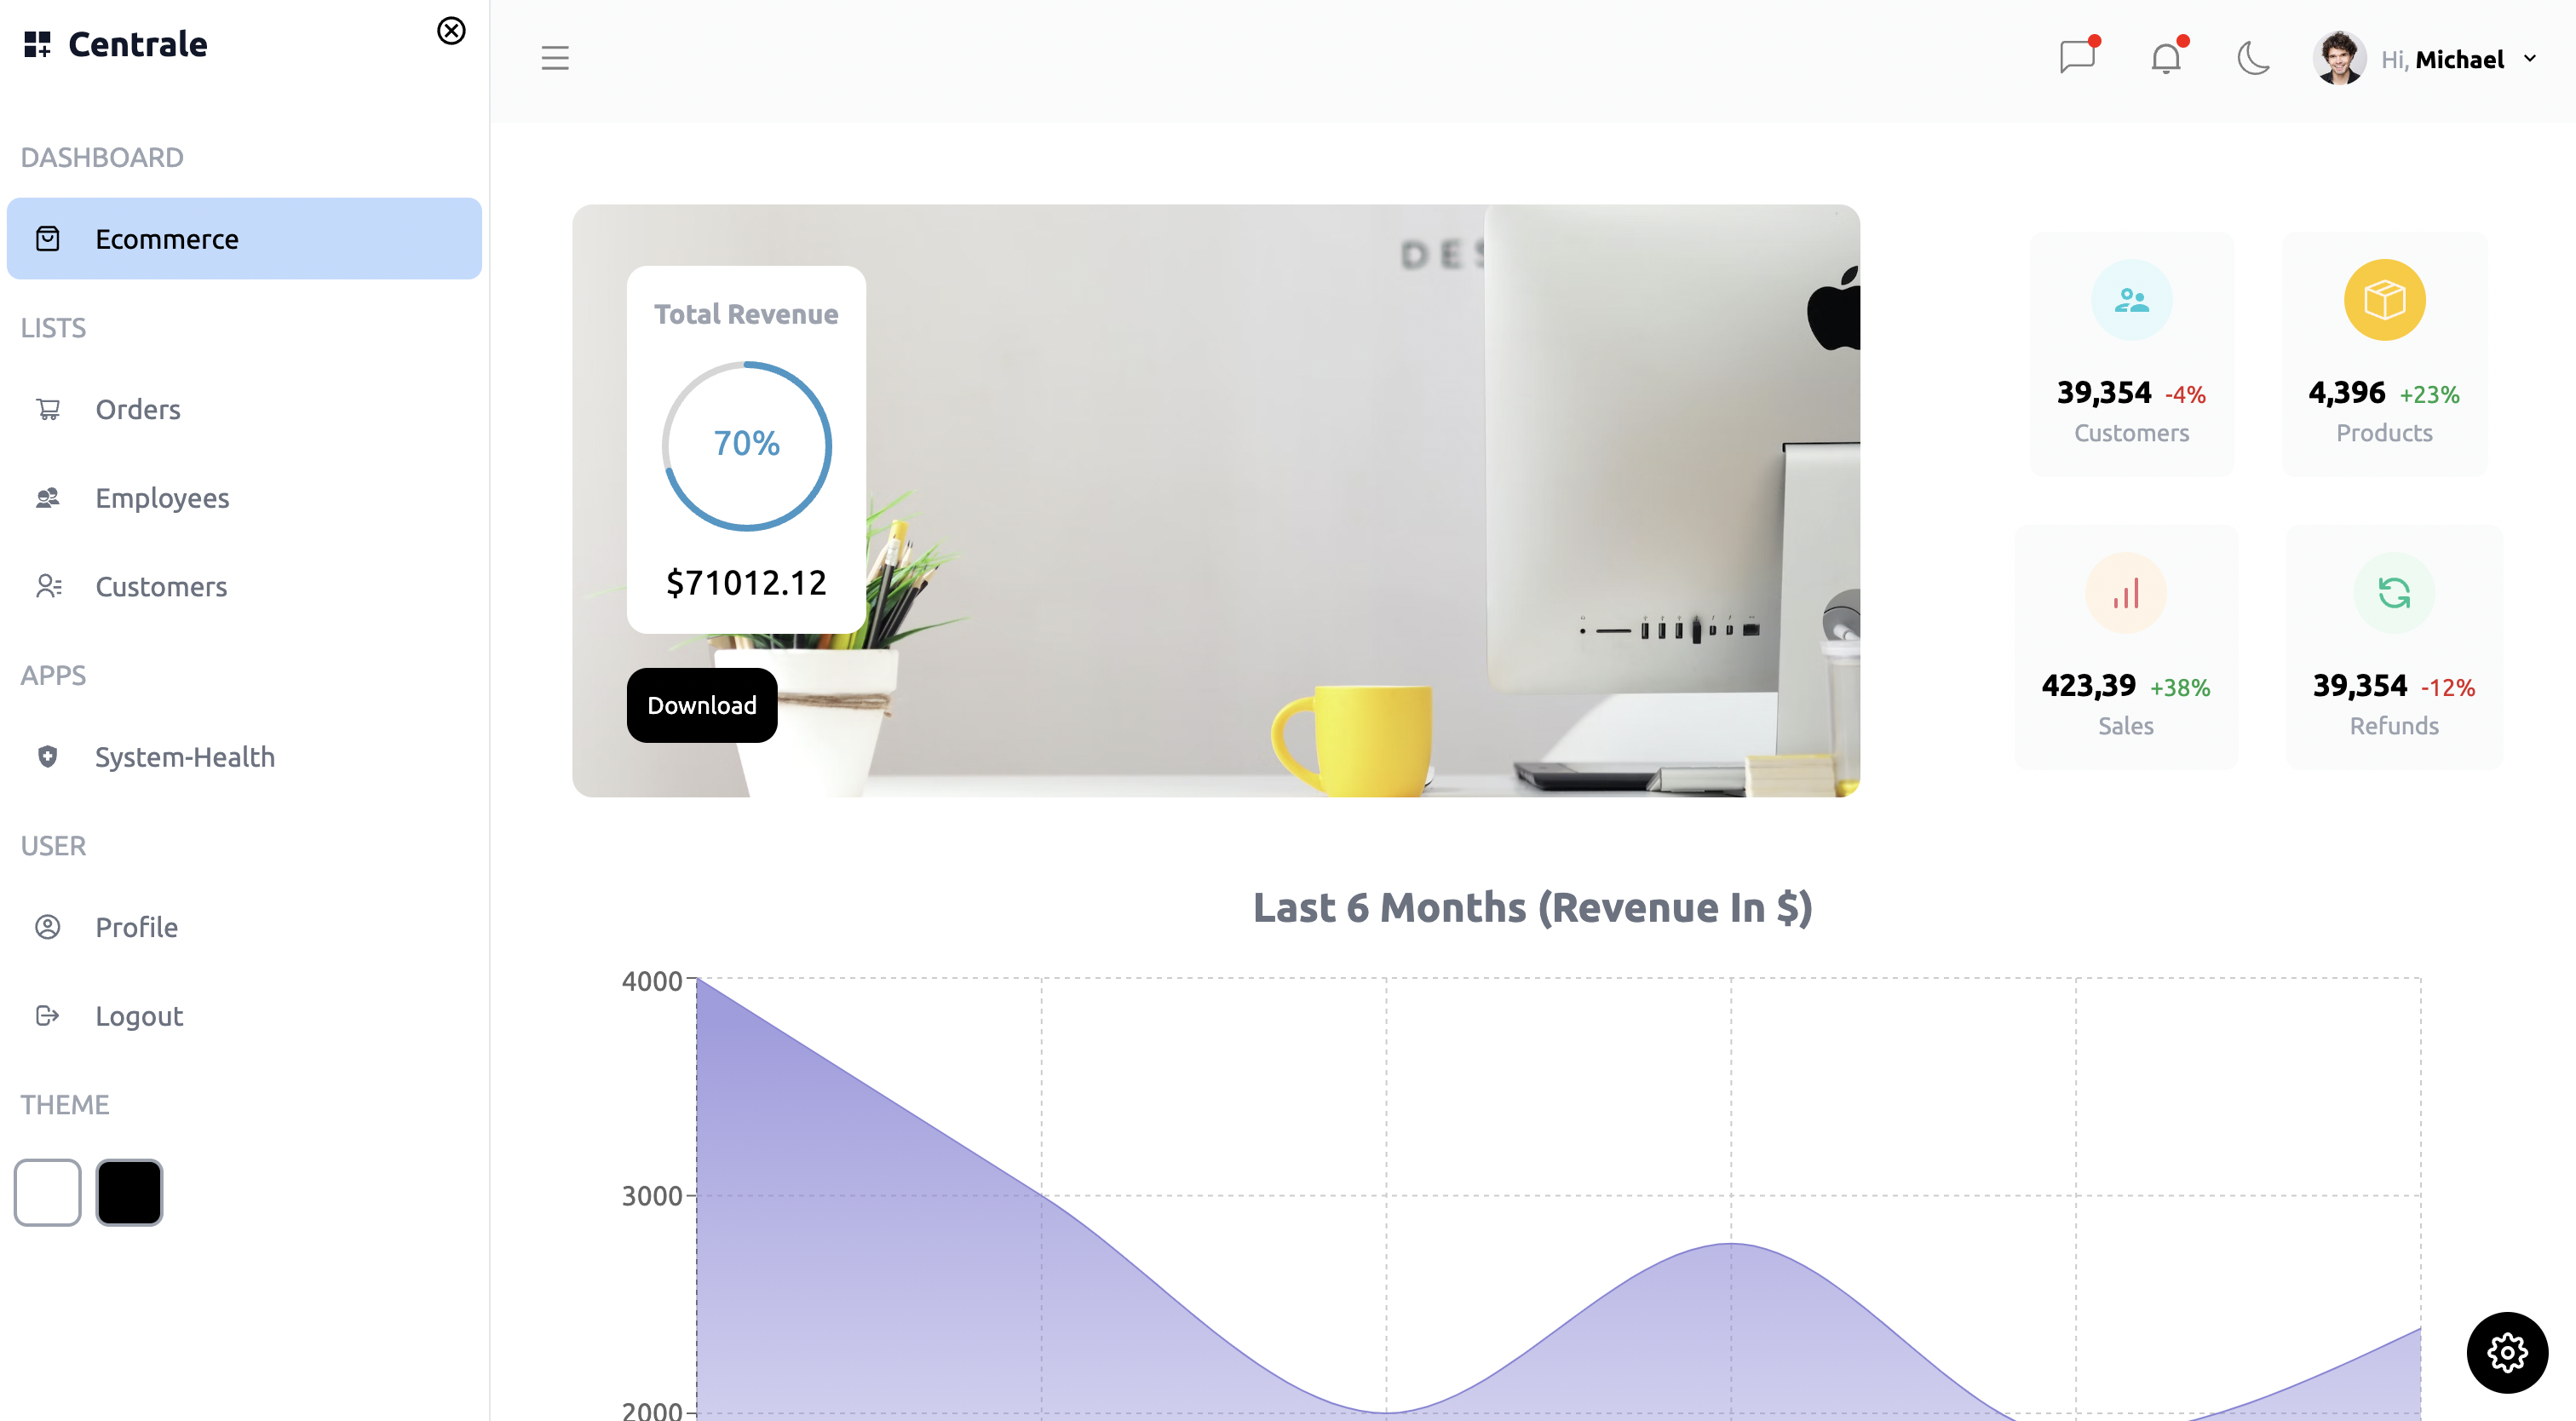 Centrale
DASHBOARD
Ecommerce
LISTS
Orders
Employees
Customers
APPS
System-Health
USER
Profile
Logout
THEME
Hi, Michael
DES
Total Revenue
70%
$71012.12
Download
39,354 -4%
Customers
4,396 +23%
Products
423,39 +38%
Sales
39,354 -12%
Refunds
Last 6 Months (Revenue In $)
4000
3000
2000